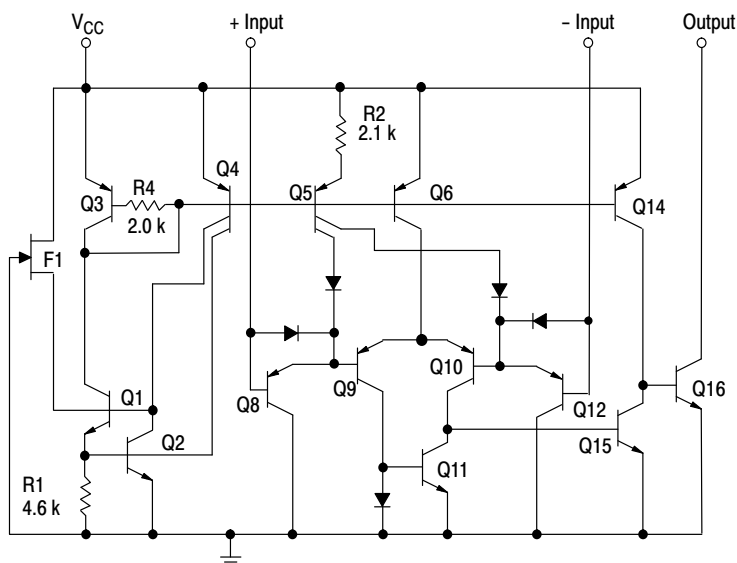 VCC
+ Input
– Input
Output
R2
2.1 k
Q4
R4
Q3
2.0 k
Q5
Q6
Q14
F1
Q1
Q8
Q9
Q10
Q12
Q16
Q2
Q15
Q11
R1
4.6 k